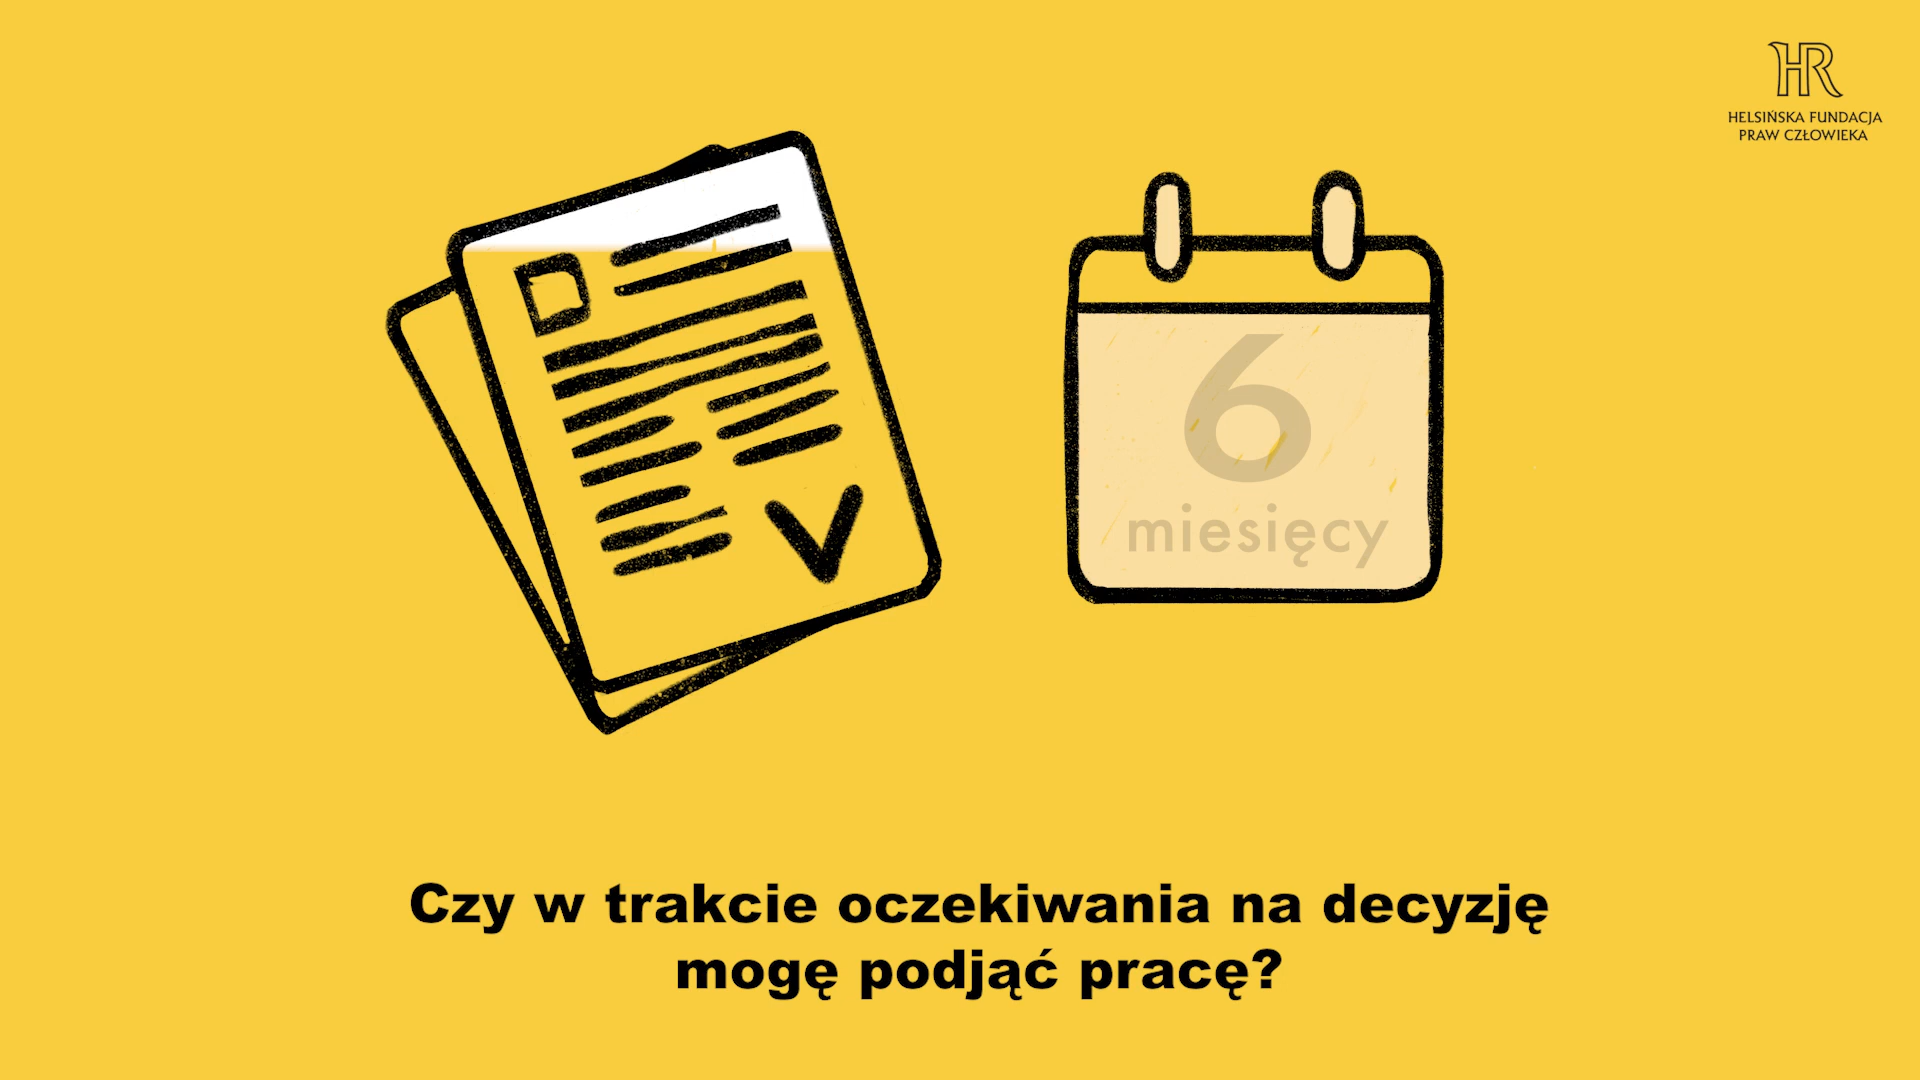 HR
HELSIŃSKA FUNDACJA
PRAW CZŁOWIEKA
6
miesięcy
Czy w trakcie oczekiwania na decyzję
mogę podjąć pracę?